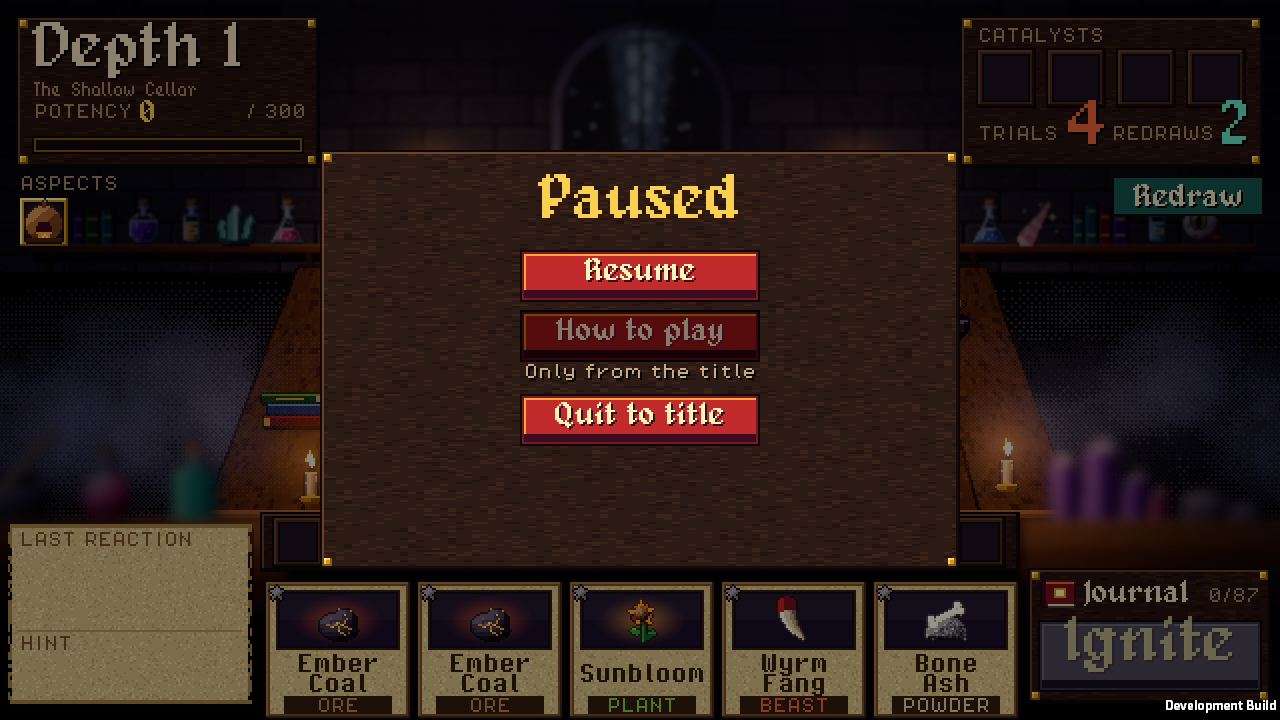 Depth 1
The Shallow Cellar
POTENCY 0 / 300
ASPECTS
CATALYSTS
TRIALS 4 REDRAWS 2
Redraw
Paused
Resume
How to play
Only from the title
Quit to title
LAST REACTION
HINT
Ember
Coal
ORE
Ember
Coal
ORE
Sunbloom
PLANT
Wyrm
Fang
BEAST
Bone
Ash
POWDER
Journal 0/87
Ignite
Development Build